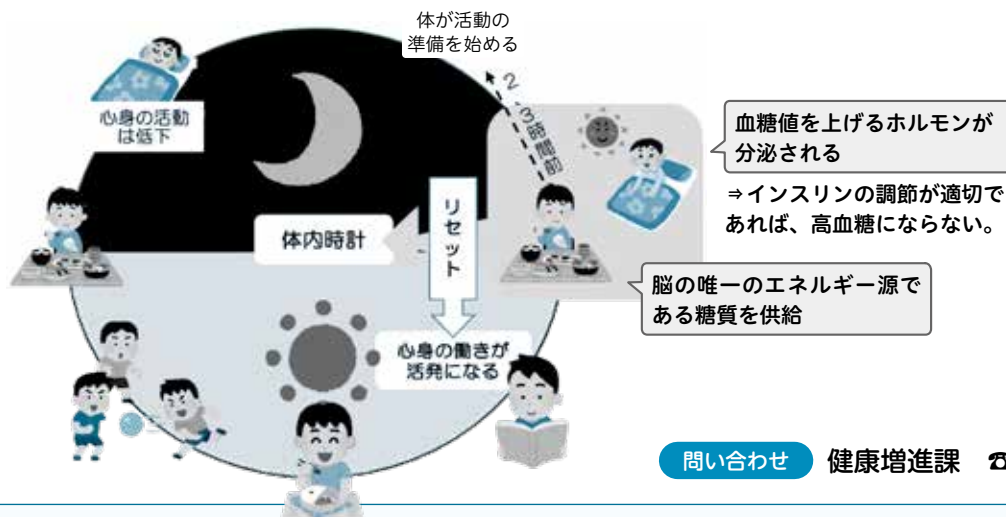 体が活動の
準備を始める
心身の活動
は低下
2、3時間前
血糖値を上げるホルモンが
分泌される
⇒インスリンの調節が適切で
あれば、高血糖にならない。
体内時計
リセット
脳の唯一のエネルギー源で
ある糖質を供給
心身の働きが
活発になる
問い合わせ 健康増進課 ☎